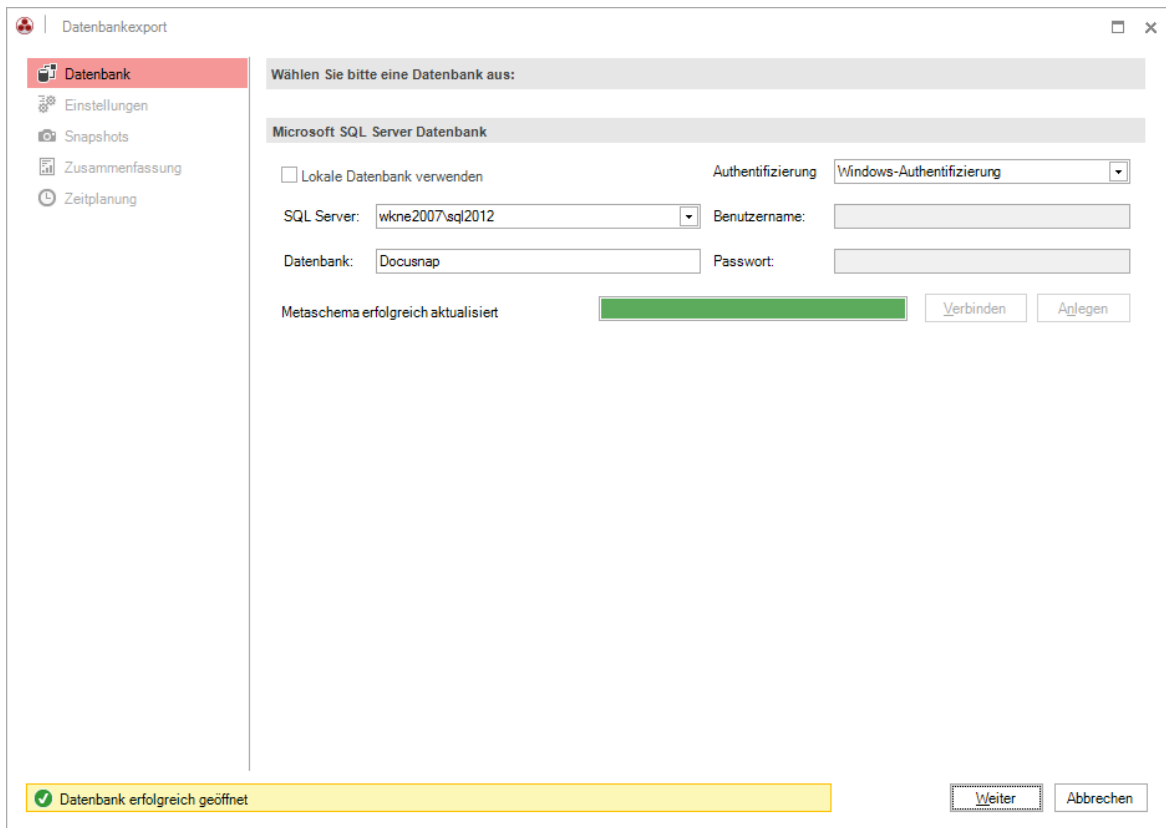 Datenbankexport
Datenbank
Einstellungen
Snapshots
Zusammenfassung
Zeitplanung
Wählen Sie bitte eine Datenbank aus:
Microsoft SQL Server Datenbank
Lokale Datenbank verwenden
Authentifizierung Windows-Authentifizierung
SQL Server: wkne2007\sql2012 Benutzername:
Datenbank: Docusnap Passwort:
Metaschema erfolgreich aktualisiert Verbinden Anlegen
Datenbank erfolgreich geöffnet Weiter Abbrechen